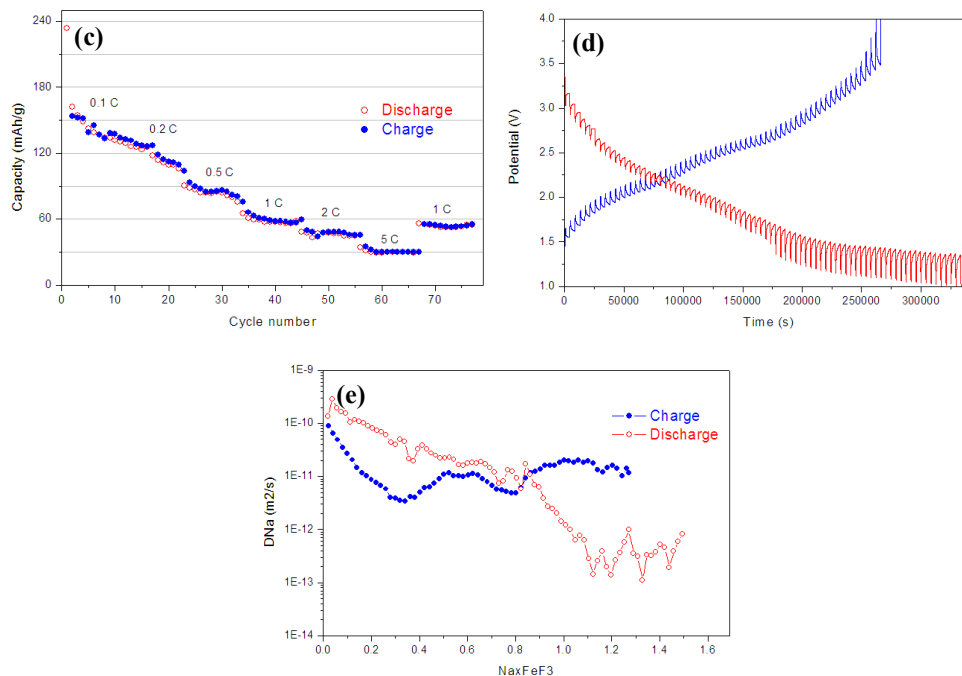 (c)
240
180
120
60
0
Capacity (mAh/g)
0.1 C
0.2 C
0.5 C
1 C
2 C
5 C
1 C
Discharge
Charge
0 10 20 30 40 50 60 70
Cycle number
(d)
4.0
3.5
3.0
2.5
2.0
1.5
1.0
Potential (V)
0 50000 100000 150000 200000 250000 300000
Time (s)
(e)
1E-9
1E-10
1E-11
1E-12
1E-13
1E-14
DNa (m2/s)
Charge
Discharge
0.0 0.2 0.4 0.6 0.8 1.0 1.2 1.4 1.6
NaxFeF3